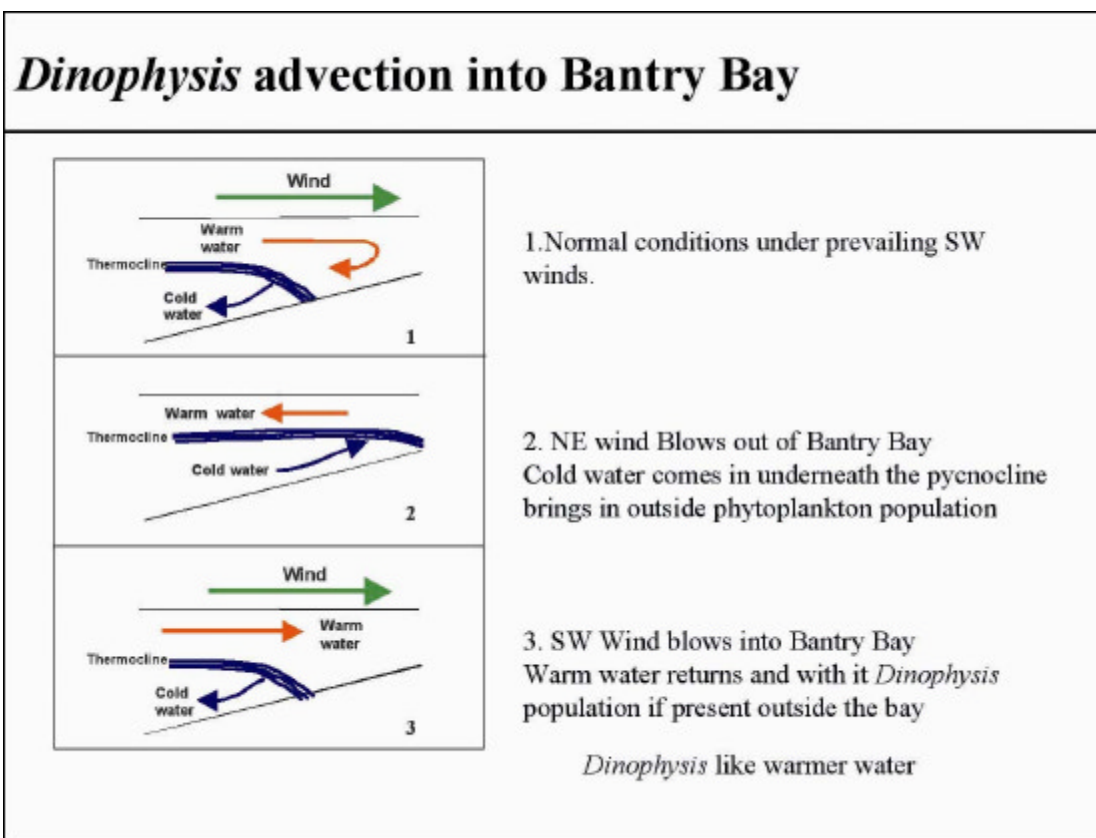 Dinophysis advection into Bantry Bay
Wind
Warm
water
Thermocline
Cold
water
1
1.Normal conditions under prevailing SW
winds.
Warm water
Thermocline
Cold water
2
2. NE wind Blows out of Bantry Bay
Cold water comes in underneath the pycnocline
brings in outside phytoplankton population
Wind
Warm
water
Thermocline
Cold
water
3
3. SW Wind blows into Bantry Bay
Warm water returns and with it Dinophysis
population if present outside the bay
Dinophysis like warmer water